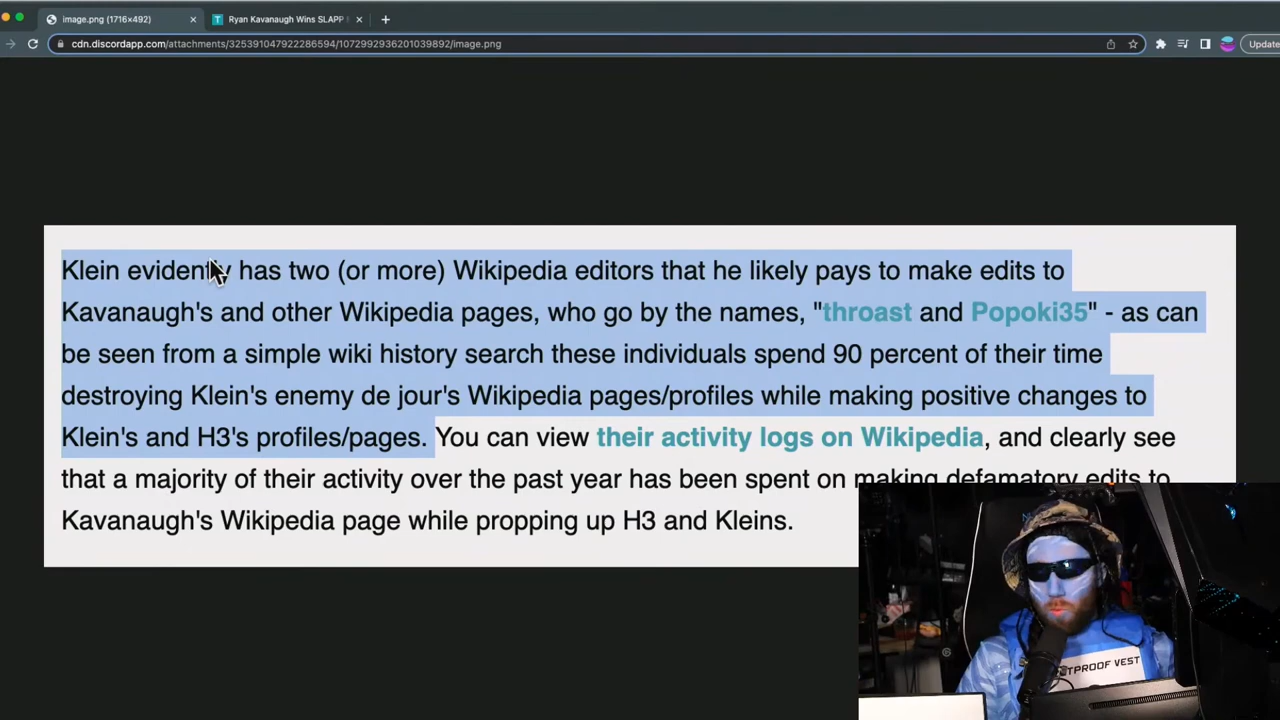 image.png (1716×492)
Ryan Kavanaugh Wins SLAPP
cdn.discordapp.com/attachments/325391047922286594/1072992936201039892/image.png
Update
Klein evidently has two (or more) Wikipedia editors that he likely pays to make edits to
Kavanaugh's and other Wikipedia pages, who go by the names, "throast and Popoki35" - as can
be seen from a simple wiki history search these individuals spend 90 percent of their time
destroying Klein's enemy de jour's Wikipedia pages/profiles while making positive changes to
Klein's and H3's profiles/pages. You can view their activity logs on Wikipedia, and clearly see
that a majority of their activity over the past year has been spent on making defamatory edits to
Kavanaugh's Wikipedia page while propping up H3 and Kleins.
VEST